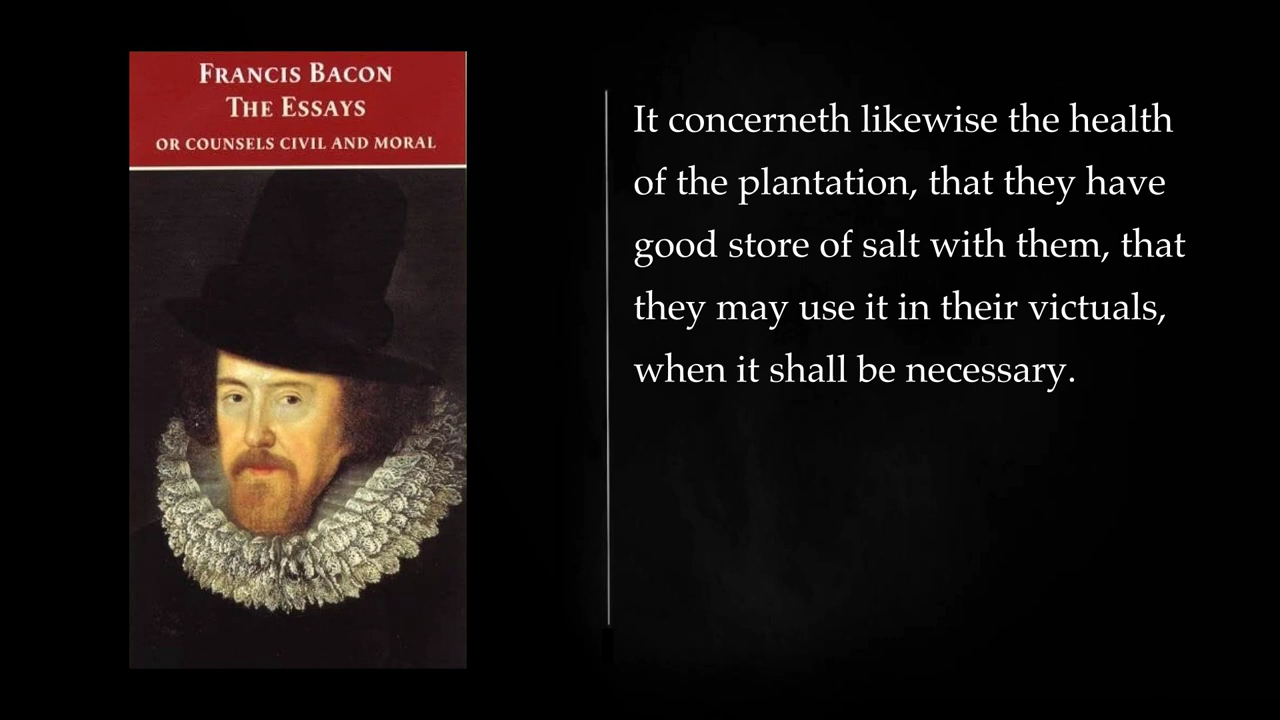 FRANCIS BACON
THE ESSAYS
OR COUNSELS CIVIL AND MORAL
It concerneth likewise the health
of the plantation, that they have
good store of salt with them, that
they may use it in their victuals,
when it shall be necessary.